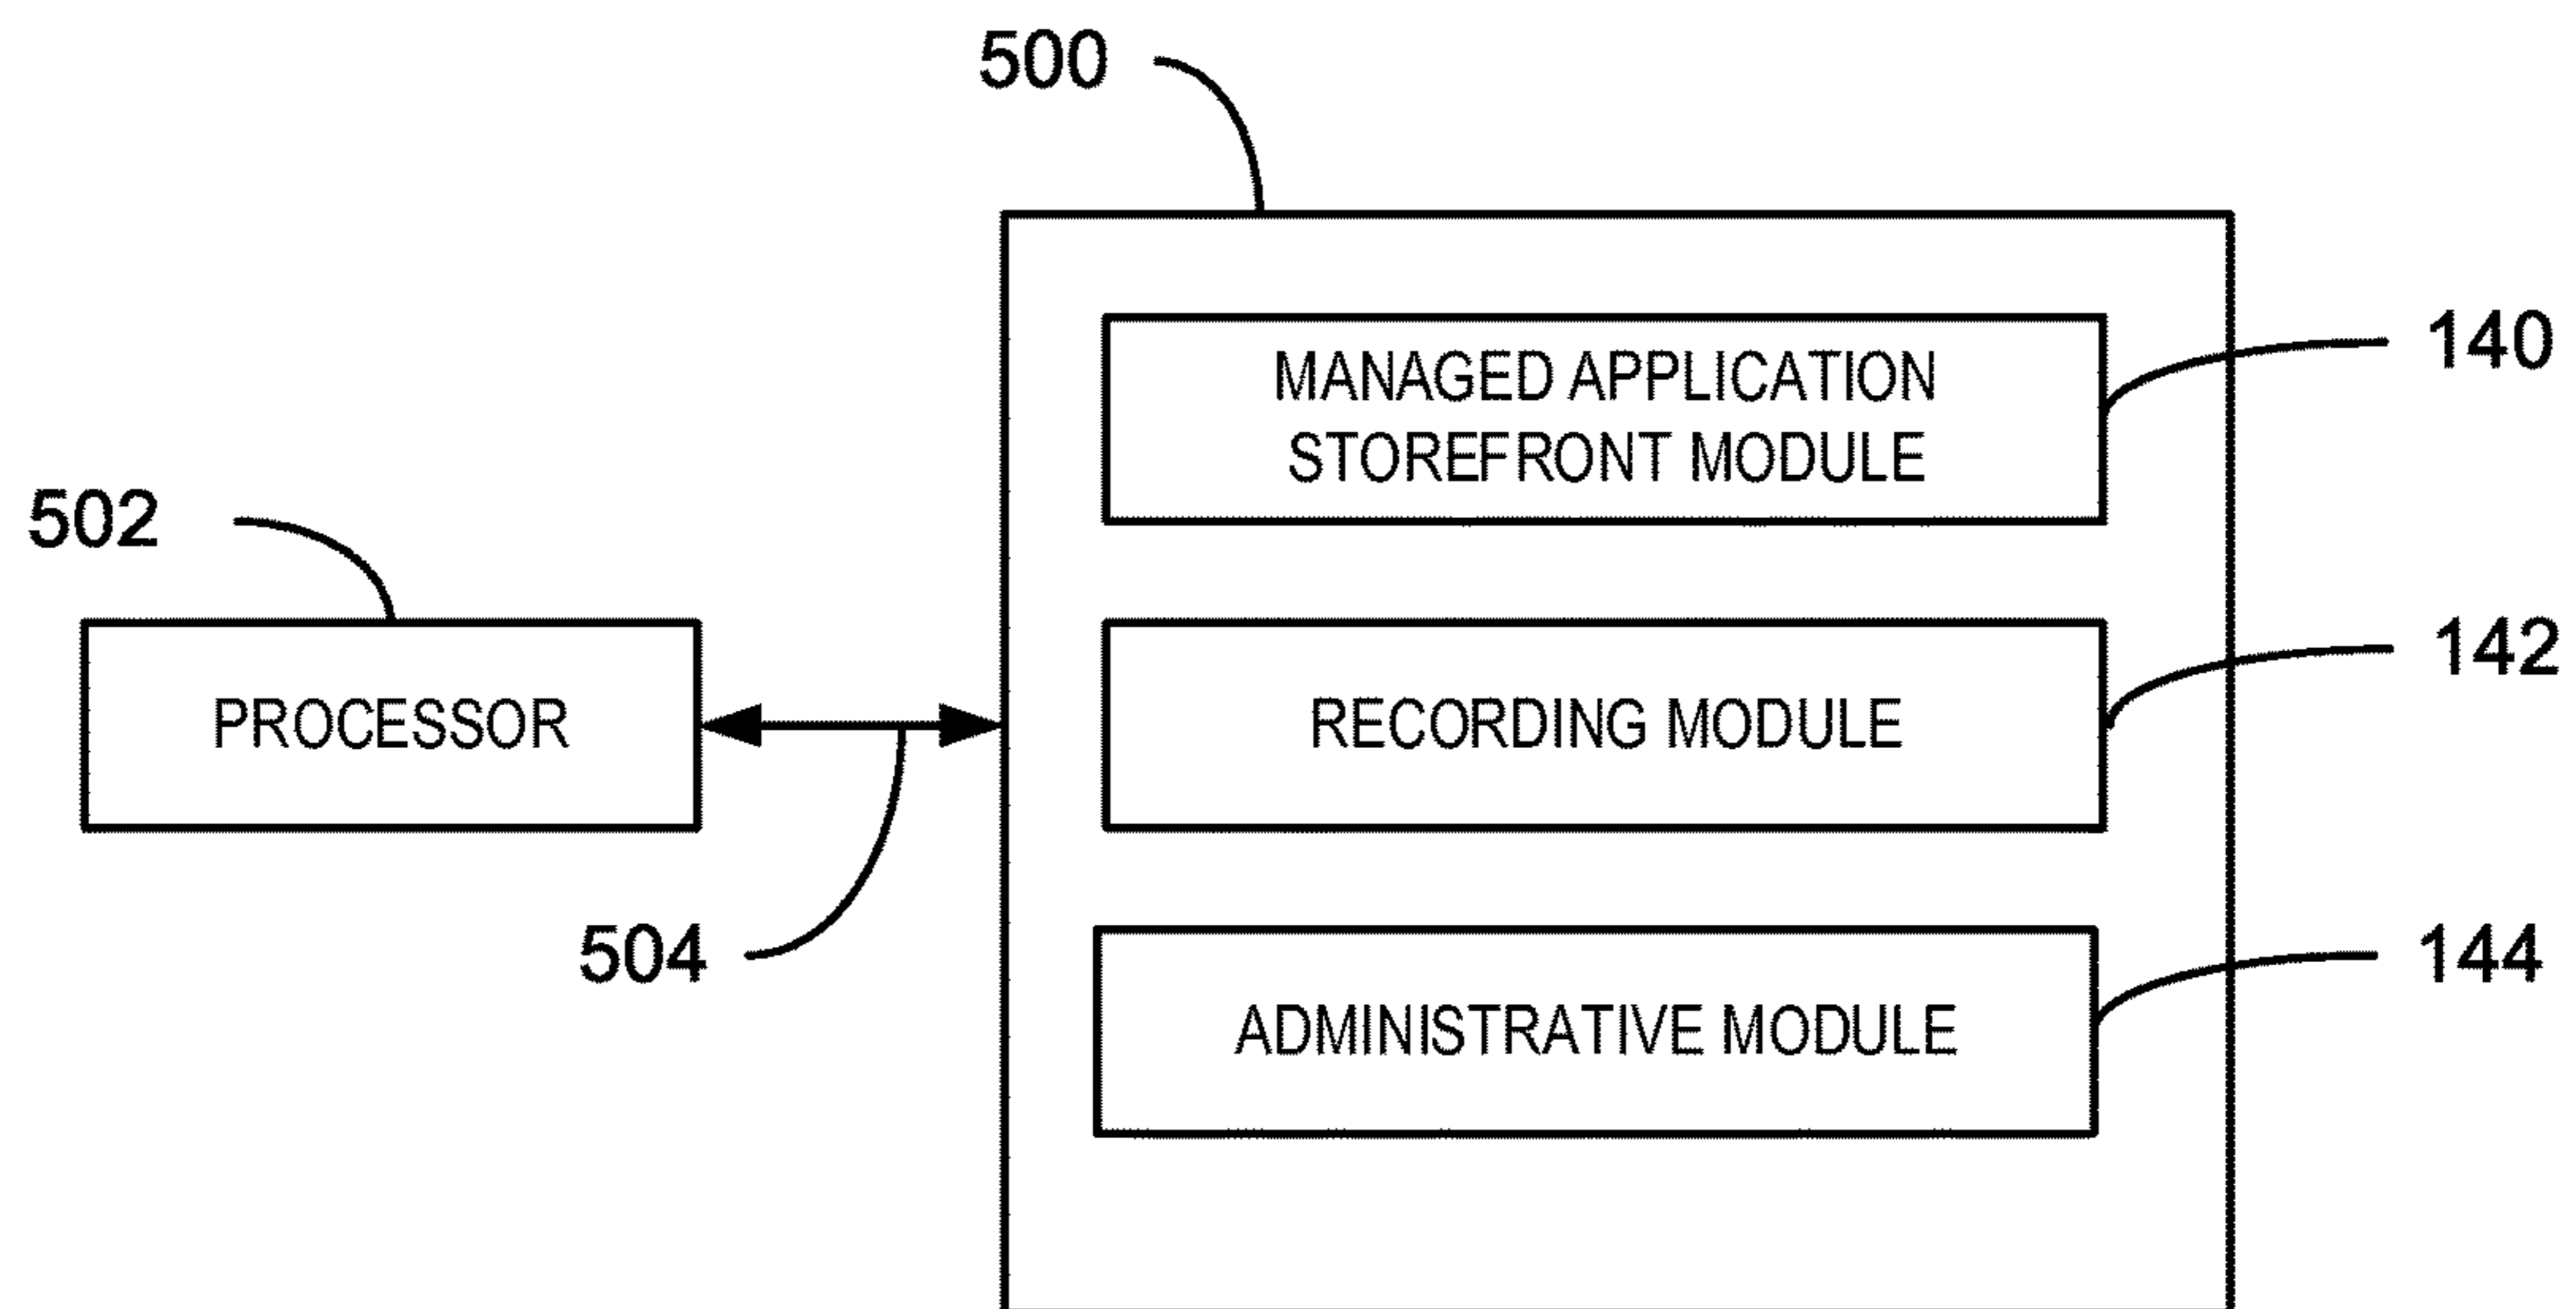 500
MANAGED APPLICATION
STOREFRONT MODULE
140
502
PROCESSOR
RECORDING MODULE
142
504
ADMINISTRATIVE MODULE
144